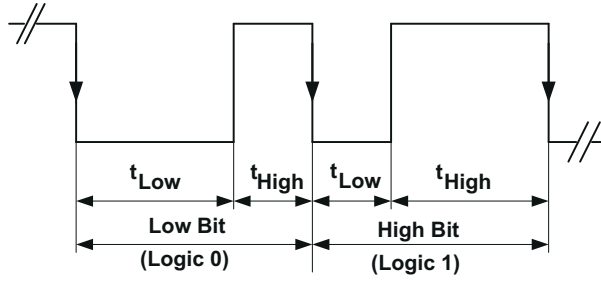 tLow tHigh tLow tHigh
Low Bit High Bit
(Logic 0) (Logic 1)